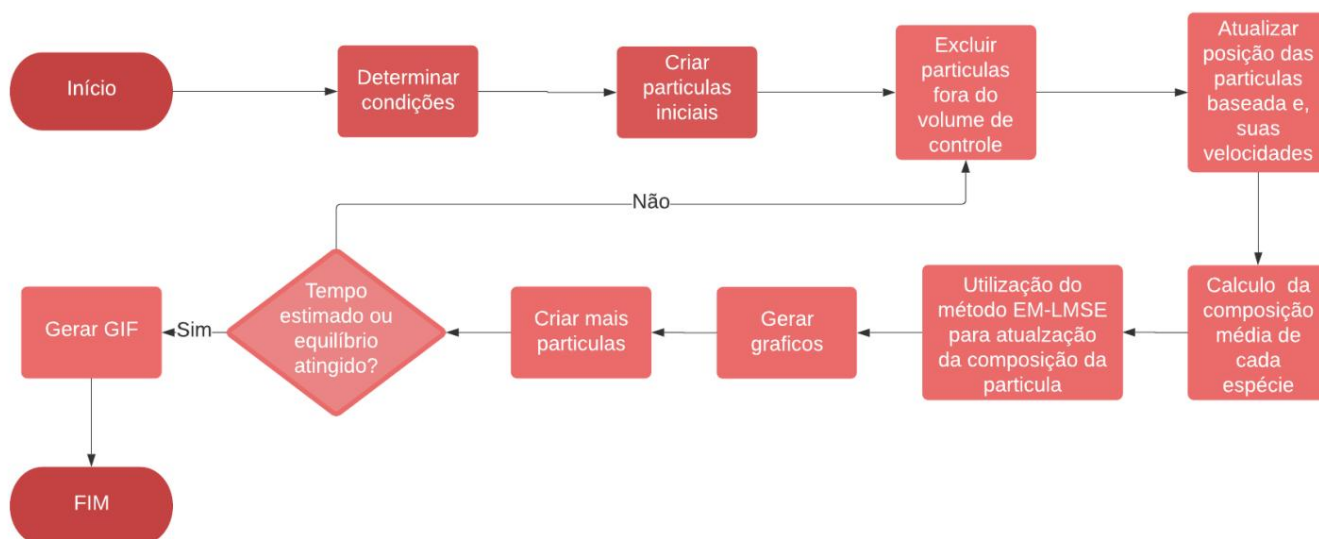 Início
Determinar
condições
Criar
particulas
iniciais
Excluir
particulas
fora do
volume de
controle
Atualizar
posição das
particulas
baseada e,
suas
velocidades
Não
Calculo da
composição
média de
cada
espécie
Utilização do
método EM-LMSE
para atualzação
da composição da
particula
Gerar
graficos
Criar mais
particulas
Tempo
estimado ou
equilíbrio
atingido?
Sim
Gerar GIF
FIM